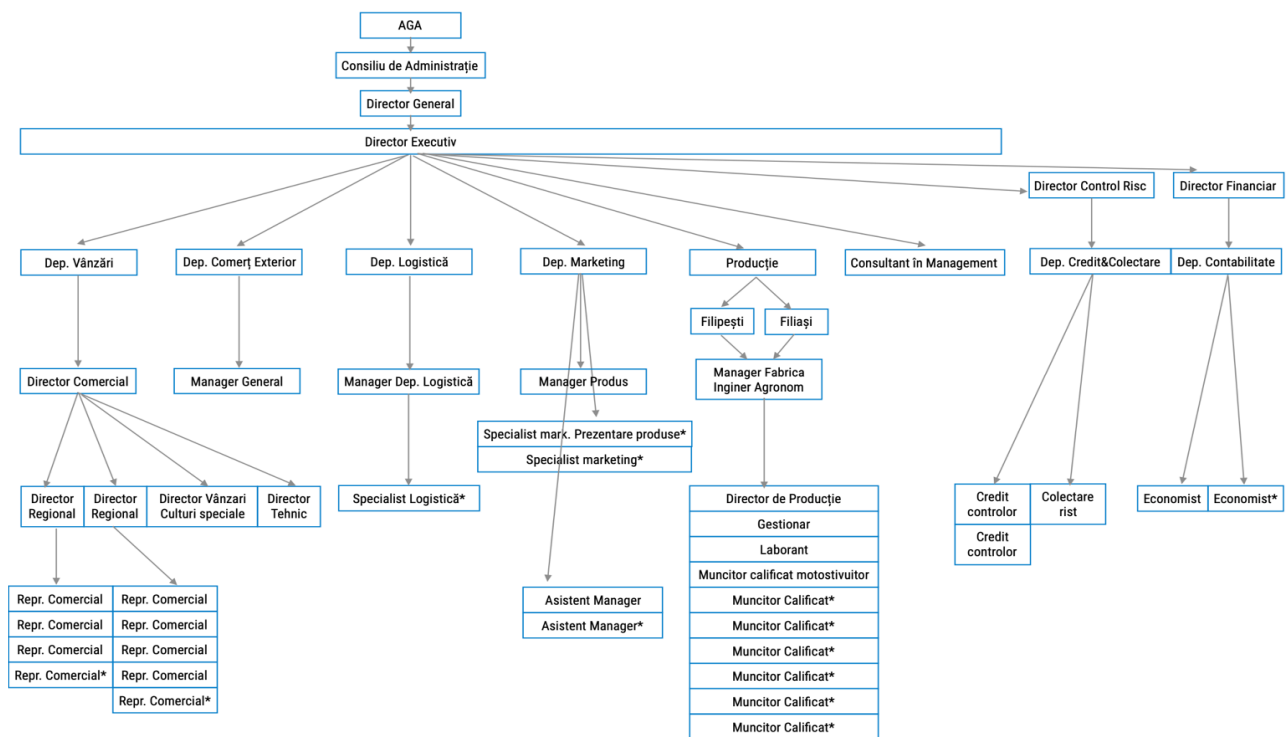 AGA
Consiliu de Administrație
Director General
Director Executiv
Director Control Risc
Director Financiar
Dep. Vânzări
Dep. Comerț Exterior
Dep. Logistică
Dep. Marketing
Producție
Consultant în Management
Dep. Credit&Colectare
Dep. Contabilitate
Filipești
Filiași
Director Comercial
Manager General
Manager Dep. Logistică
Manager Produs
Manager Fabrica
Inginer Agronom
Specialist mark. Prezentare produse*
Specialist marketing*
Director
Regional
Director
Regional
Director Vânzari
Culturi speciale
Director
Tehnic
Specialist Logistică*
Director de Producție
Gestionar
Laborant
Muncitor calificat motostivuitor
Muncitor Calificat*
Muncitor Calificat*
Muncitor Calificat*
Muncitor Calificat*
Muncitor Calificat*
Muncitor Calificat*
Credit
controlor
Credit
controlor
Colectare
rist
Economist
Economist*
Repr. Comercial
Repr. Comercial
Repr. Comercial
Repr. Comercial*
Repr. Comercial
Repr. Comercial
Repr. Comercial
Repr. Comercial
Repr. Comercial*
Asistent Manager
Asistent Manager*